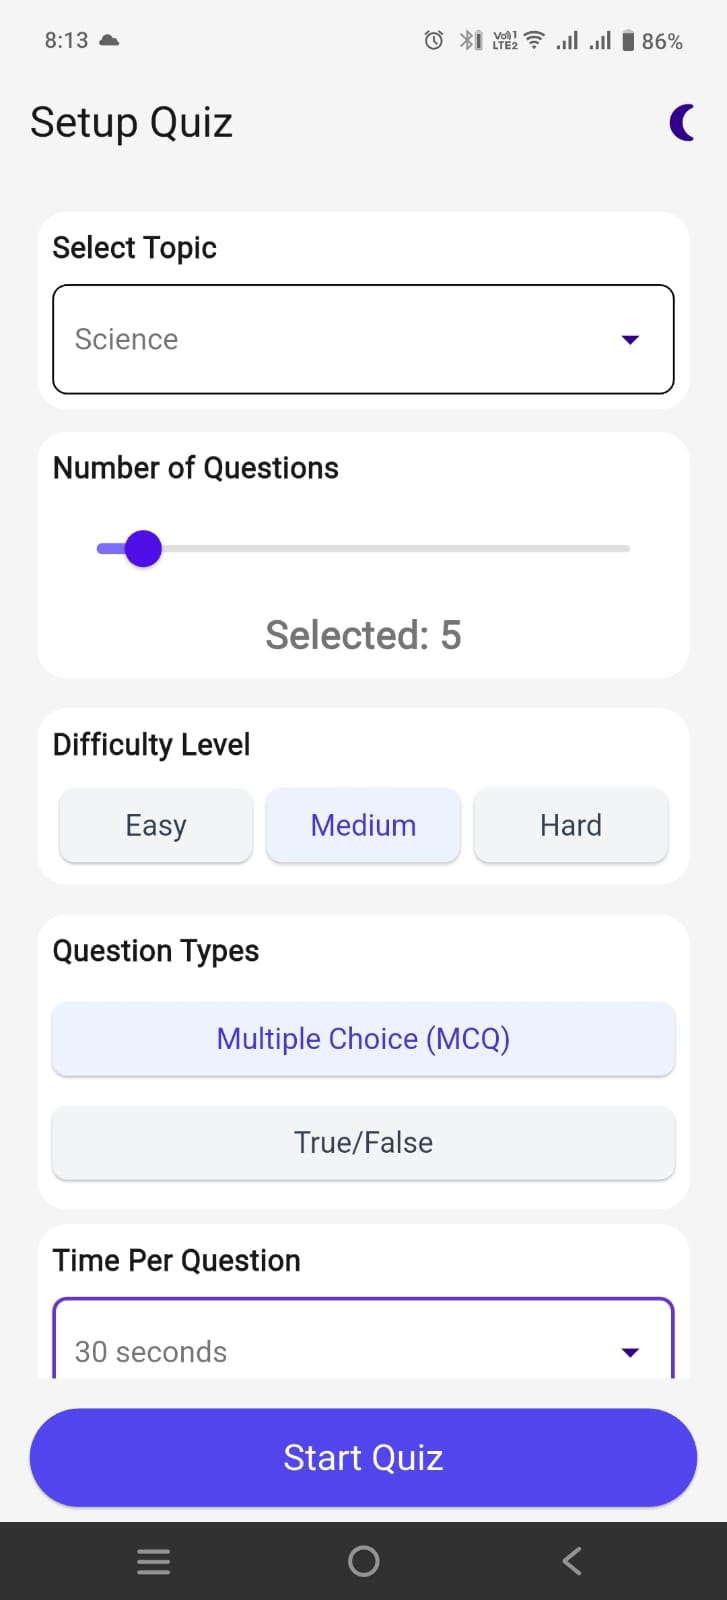 8:13 Vo) 1 LTE2 86%
Setup Quiz
Select Topic
Science
Number of Questions
Selected: 5
Difficulty Level
Easy Medium Hard
Question Types
Multiple Choice (MCQ)
True/False
Time Per Question
30 seconds
Start Quiz